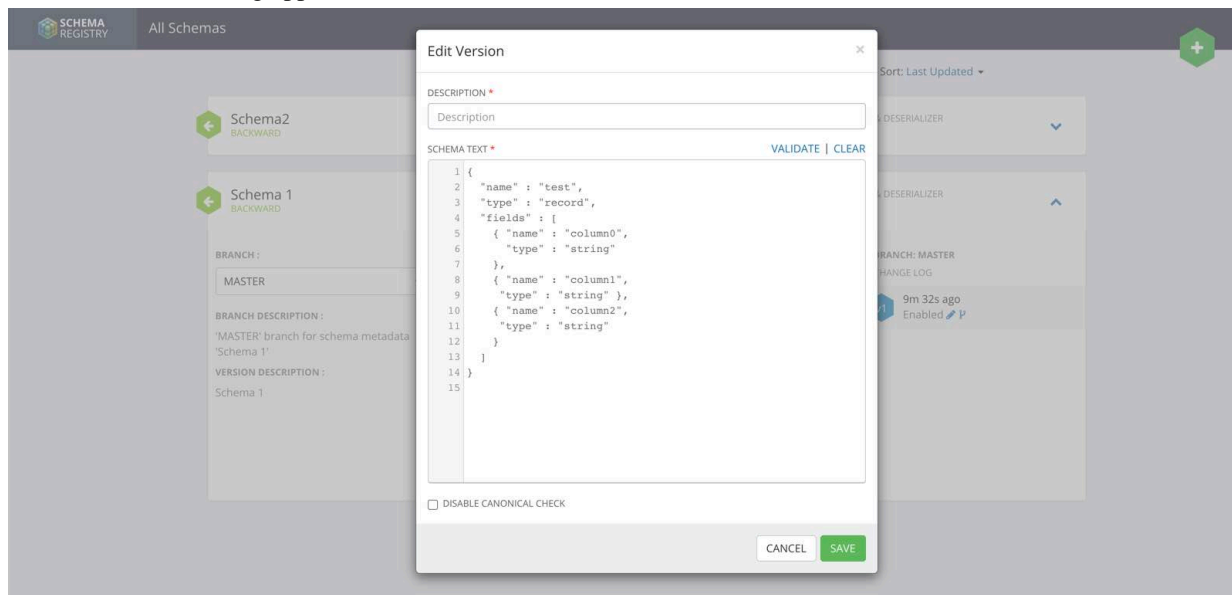 SCHEMA
REGISTRY
All Schemas
Edit Version
×
+
Sort: Last Updated
DESCRIPTION *
Description
Schema2
BACKWARD
& DESERIALIZER
SCHEMA TEXT *
VALIDATE | CLEAR
1 {
2   "name" : "test",
3   "type" : "record",
4   "fields" : [
5     { "name" : "column0",
6       "type" : "string"
7     },
8     { "name" : "column1",
9      "type" : "string" },
10     { "name" : "column2",
11      "type" : "string"
12     }
13   ]
14 }
15
Schema 1
BACKWARD
& DESERIALIZER
BRANCH :
MASTER
BRANCH DESCRIPTION :
'MASTER' branch for schema metadata
'Schema 1'
VERSION DESCRIPTION :
Schema 1
RANCH: MASTER
HANGE LOG
v1
9m 32s ago
Enabled
DISABLE CANONICAL CHECK
CANCEL
SAVE